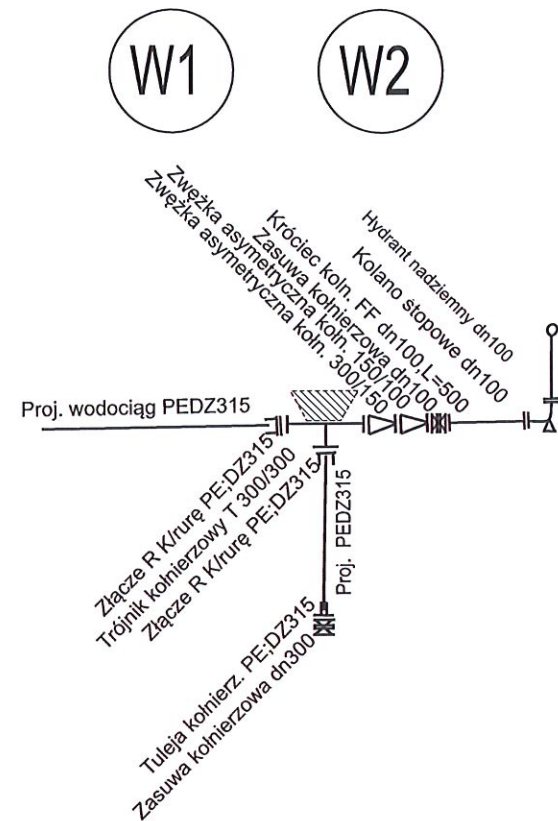 W1
W2
Zwężka asymetryczna kołn. 300/150
Zwężka asymetryczna kołn. 150/100
Zasuwa kołnierzowa dn100
Króciec kołn. FF dn100,L=500
Kolano stopowe dn100
Hydrant nadziemny dn100
Proj. wodociąg PEDZ315
Złącze R K/rurę PE;DZ315
Trójnik kołnierzowy T 300/300
Złącze R K/rurę PE;DZ315
Proj. PEDZ315
Tuleja kołnierz. PE;DZ315
Zasuwa kołnierzowa dn300